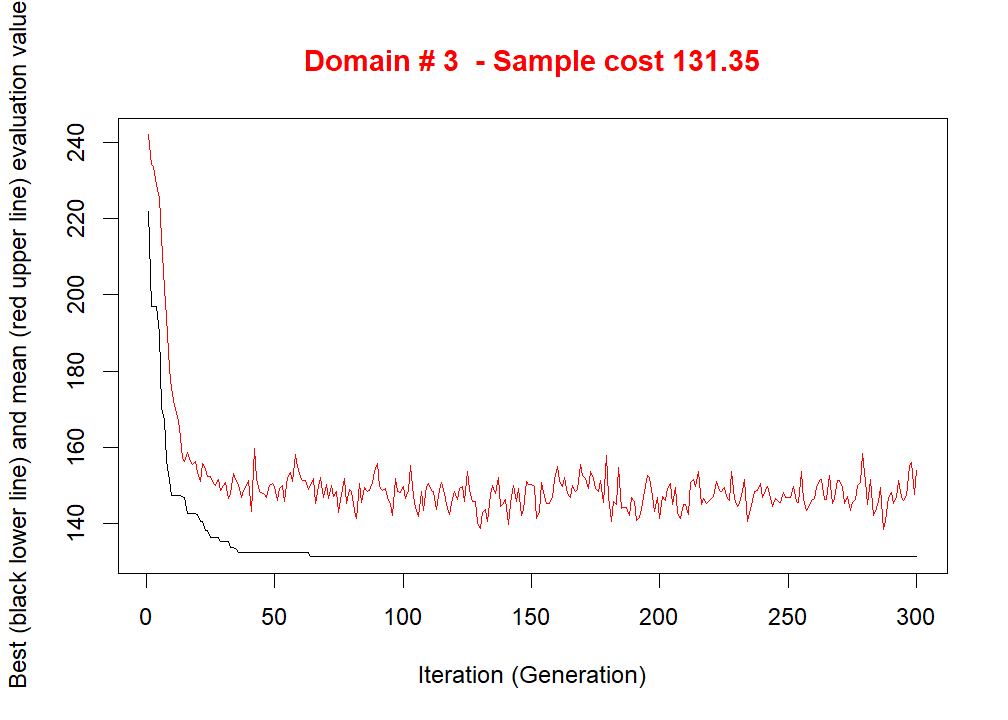 Domain # 3  - Sample cost 131.35
Best (black lower line) and mean (red upper line) evaluation value
240
220
200
180
160
140
0 50 100 150 200 250 300
Iteration (Generation)